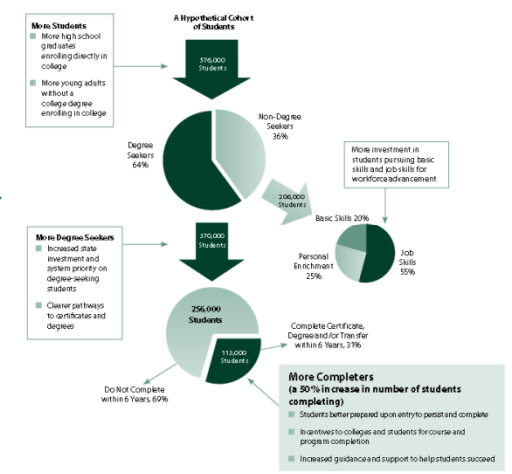 More Students
More high school
graduates
enrolling directly in
college
More young adults
without a
college degree
enrolling in college
A Hypothetical Cohort
of Students
576,000
Students
Non-Degree
Seekers
36%
Degree
Seekers
64%
More investment in
students pursuing basic
skills and job skills for
workforce advancement
206,000
Students
Basic Skills 20%
Personal
Enrichment
25%
Job
Skills
55%
More Degree Seekers
Increased state
investment and
system priority on
degree-seeking
students
Clearer pathways
to certificates and
degrees
370,000
Students
256,000
Students
113,000
Students
Complete Certificate,
Degree and/or Transfer
within 6 Years, 31%
Do Not Complete
within 6 Years, 69%
More Completers
(a 50% increase in number of students
completing)
Students better prepared upon entry to persist and complete
Incentives to colleges and students for course and
program completion
Increased guidance and support to help students succeed